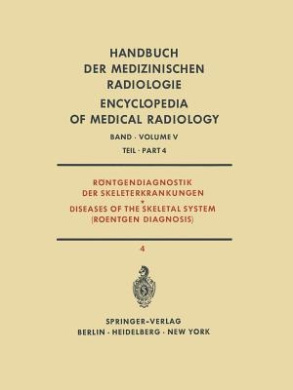 HANDBUCH
DER MEDIZINISCHEN
RADIOLOGIE
ENCYCLOPEDIA
OF MEDICAL RADIOLOGY
BAND · VOLUME V
TEIL · PART 4
RÖNTGENDIAGNOSTIK
DER SKELETERKRANKUNGEN
DISEASES OF THE SKELETAL SYSTEM
(ROENTGEN DIAGNOSIS)
4
SPRINGER-VERLAG
BERLIN · HEIDELBERG · NEW YORK